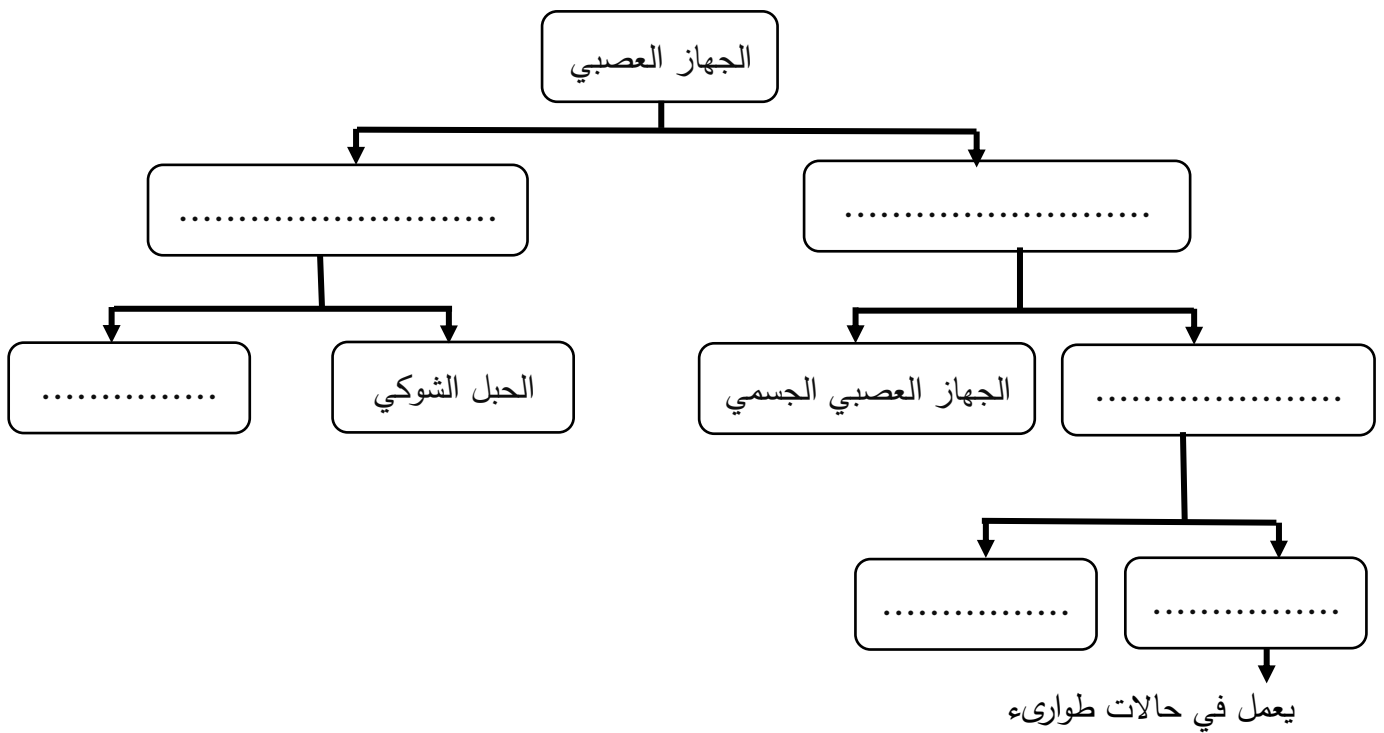 الجهاز العصبي
..........................
...........................
الجهاز العصبي الجسمي
.....................
الحبل الشوكي
...............
................
................
يعمل في حالات طوارىء